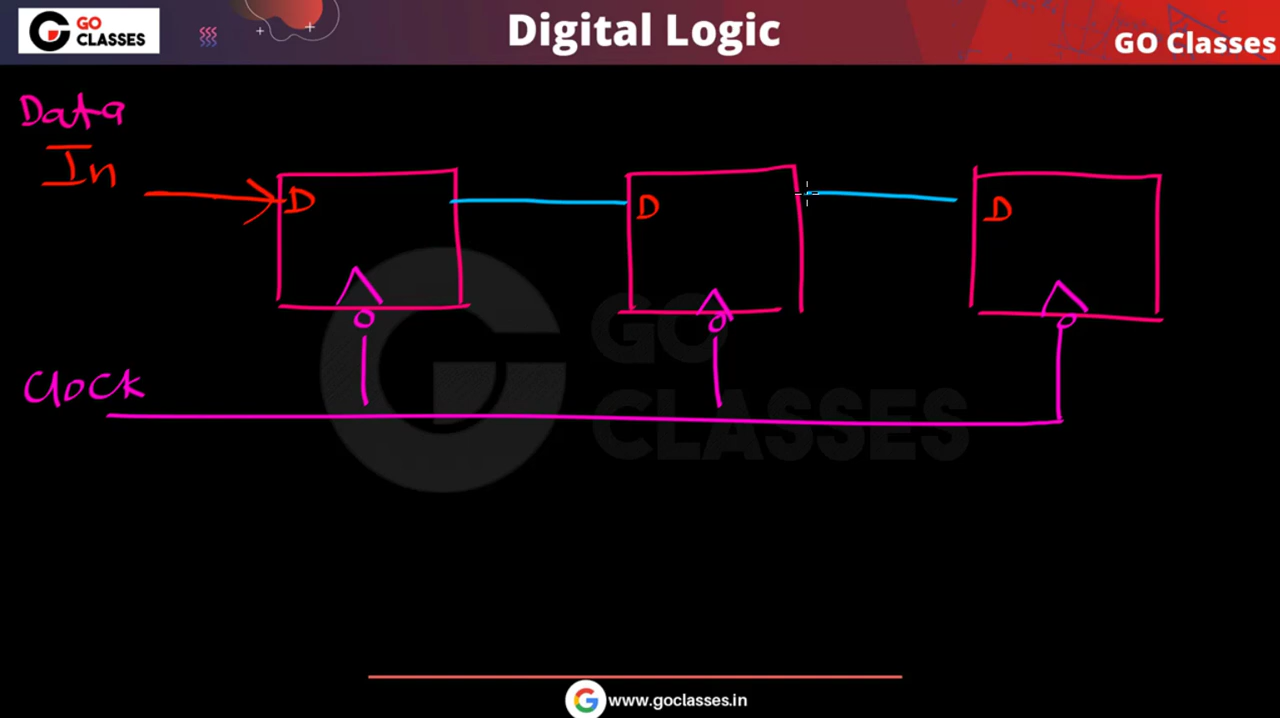 GO
CLASSES
Digital Logic
GO Classes
Data
In
D
D
D
Clock
GO
CLASSES
www.goclasses.in